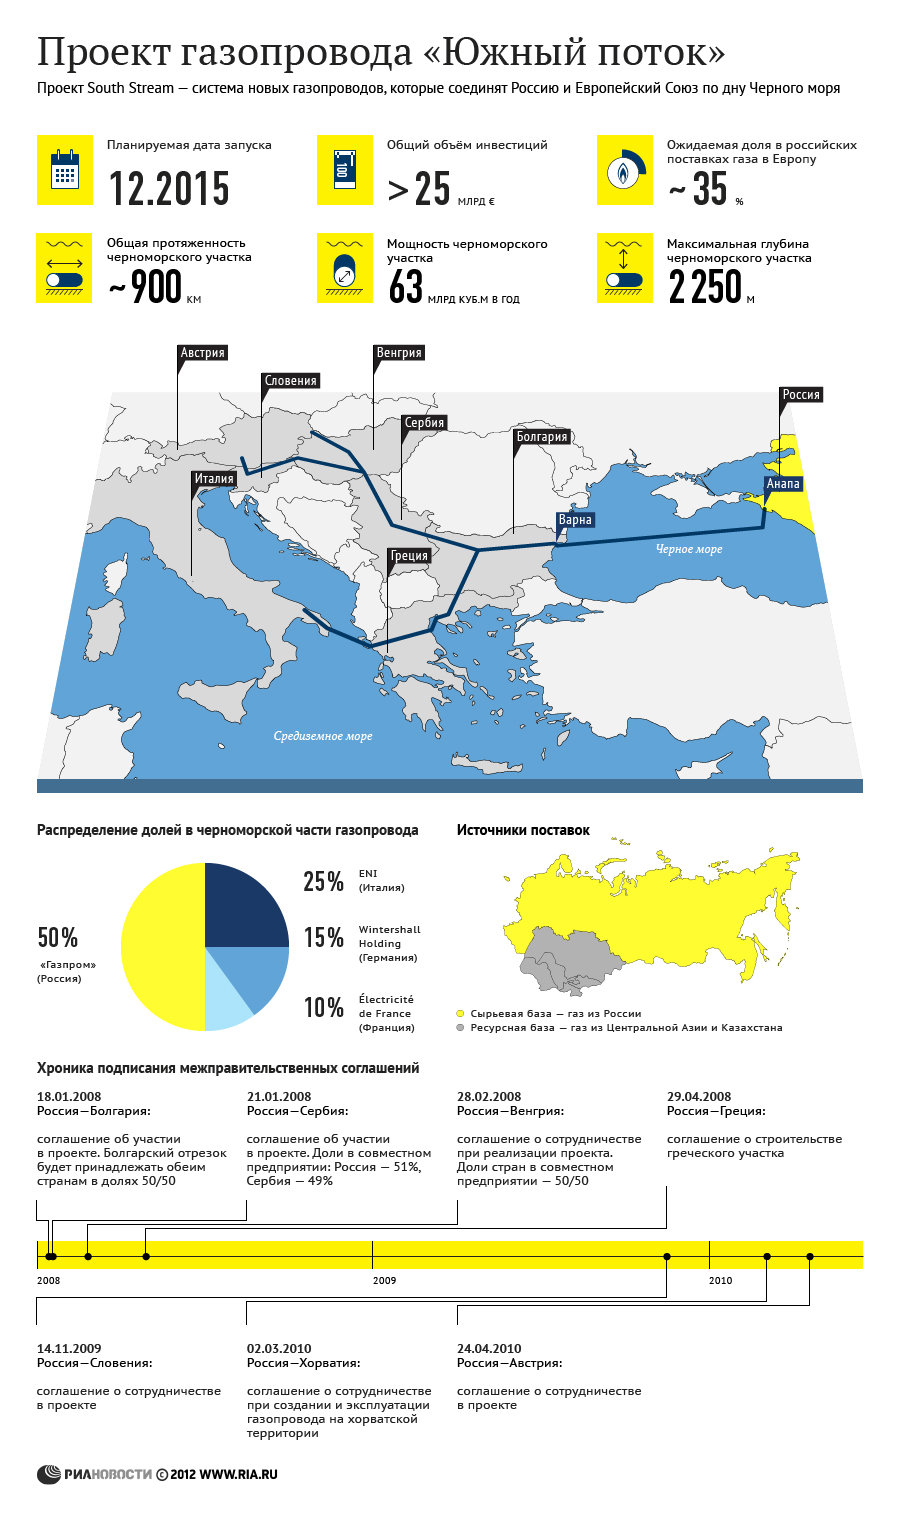 Проект газопровода «Южный поток»
Проект South Stream — система новых газопроводов, которые соединят Россию и Европейский Союз по дну Черного моря
Планируемая дата запуска
12.2015
Общий объём инвестиций
100
>25 МЛРД €
Ожидаемая доля в российских
поставках газа в Европу
~35 %
Общая протяженность
черноморского участка
~900 КМ
Мощность черноморского
участка
63 МЛРД КУБ.М В ГОД
Максимальная глубина
черноморского участка
2 250 М
Австрия
Венгрия
Словения
Россия
Сербия
Болгария
Италия
Анапа
Варна
Греция
Черное море
Средиземное море
Распределение долей в черноморской части газопровода
50%
«Газпром»
(Россия)
25%
ENI
(Италия)
15%
Wintershall
Holding
(Германия)
10%
Électricité
de France
(Франция)
Источники поставок
Сырьевая база — газ из России
Ресурсная база — газ из Центральной Азии и Казахстана
Хроника подписания межправительственных соглашений
18.01.2008
Россия—Болгария:
соглашение об участии
в проекте. Болгарский отрезок
будет принадлежать обеим
странам в долях 50/50
21.01.2008
Россия—Сербия:
соглашение об участии
в проекте. Доли в совместном
предприятии: Россия — 51%,
Сербия — 49%
28.02.2008
Россия—Венгрия:
соглашение о сотрудничестве
при реализации проекта.
Доли стран в совместном
предприятии — 50/50
29.04.2008
Россия—Греция:
соглашение о строительстве
греческого участка
2008
2009
2010
14.11.2009
Россия—Словения:
соглашение о сотрудничестве
в проекте
02.03.2010
Россия—Хорватия:
соглашение о сотрудничестве
при создании и эксплуатации
газопровода на хорватской
территории
24.04.2010
Россия—Австрия:
соглашение о сотрудничестве
в проекте
РИАНОВОСТИ © 2012 WWW.RIA.RU